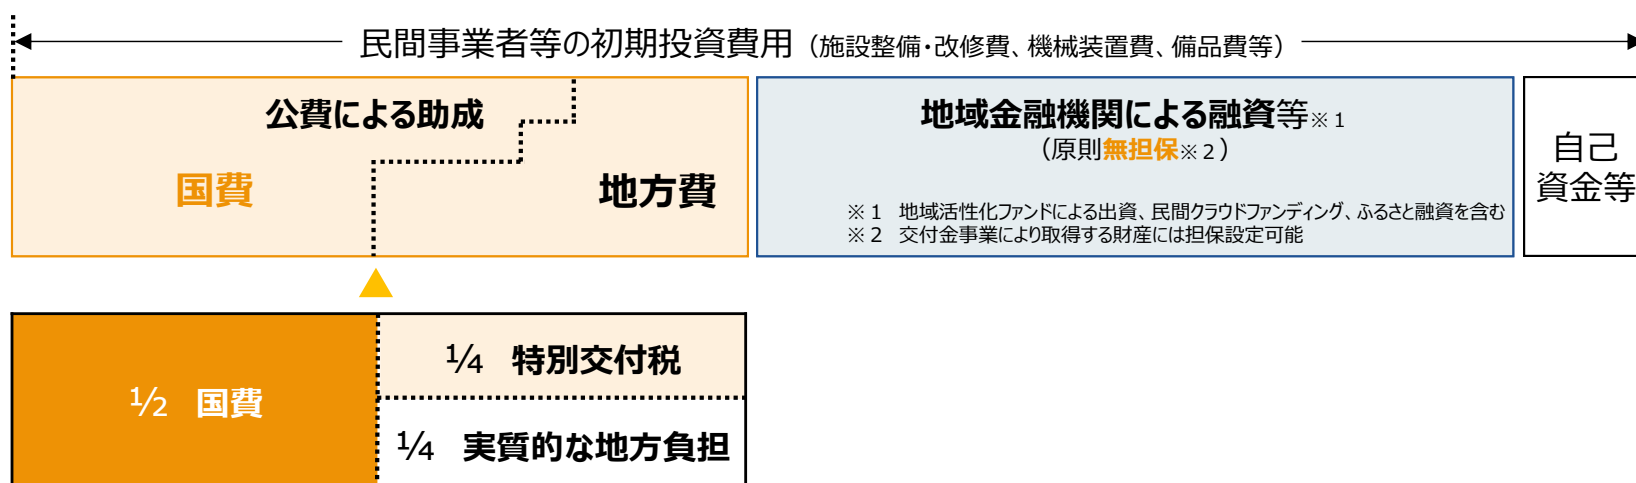 民間事業者等の初期投資費用（施設整備・改修費、機械装置費、備品費等）
公費による助成
国費
地方費
地域金融機関による融資等※１
（原則無担保※２）
※１　地域活性化ファンドによる出資、民間クラウドファンディング、ふるさと融資を含む
※２　交付金事業により取得する財産には担保設定可能
自己
資金等
½　国費
¼　特別交付税
¼　実質的な地方負担